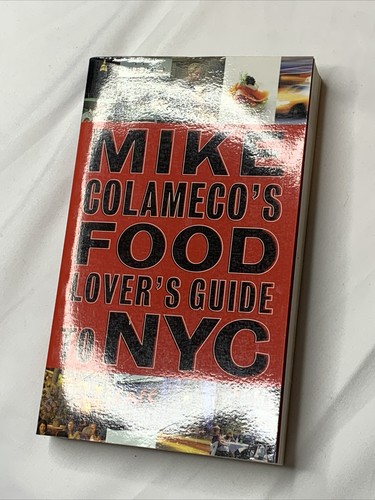 MIKE
COLAMECO'S
FOOD
LOVER'S GUIDE
TO NYC